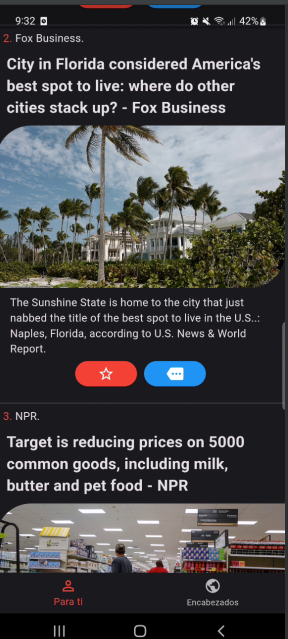 9:32
42%
2. Fox Business.
City in Florida considered America's
best spot to live: where do other
cities stack up? - Fox Business
The Sunshine State is home to the city that just
nabbed the title of the best spot to live in the U.S..:
Naples, Florida, according to U.S. News & World
Report.
3. NPR.
Target is reducing prices on 5000
common goods, including milk,
butter and pet food - NPR
Para ti
Encabezados